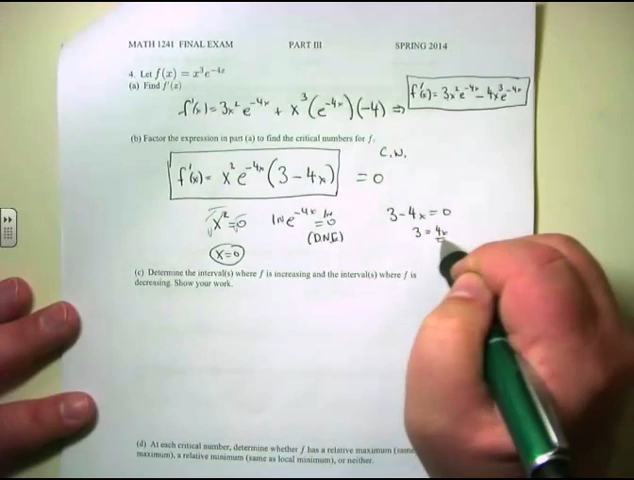 MATH 1241 FINAL EXAM PART III SPRING 2014
4. Let f(x) = x³e⁻⁴ˣ
(a) Find f′(x)
f′(x) = 3x² e⁻⁴ˣ + x³(e⁻⁴ˣ)(-4) ⇒ f′(x) = 3x²e⁻⁴ˣ - 4x³e⁻⁴ˣ
(b) Factor the expression in part (a) to find the critical numbers for f.
C.N.
f′(x) = x²e⁻⁴ˣ(3 - 4x) = 0
√x² = √0 ln e⁻⁴ˣ = ln 0 3 - 4x = 0
(D.N.E) 3 = 4x
x = 0
(c) Determine the interval(s) where f is increasing and the interval(s) where f is
decreasing. Show your work.
(d) At each critical number, determine whether f has a relative maximum (same
maximum), a relative minimum (same as local minimum), or neither.